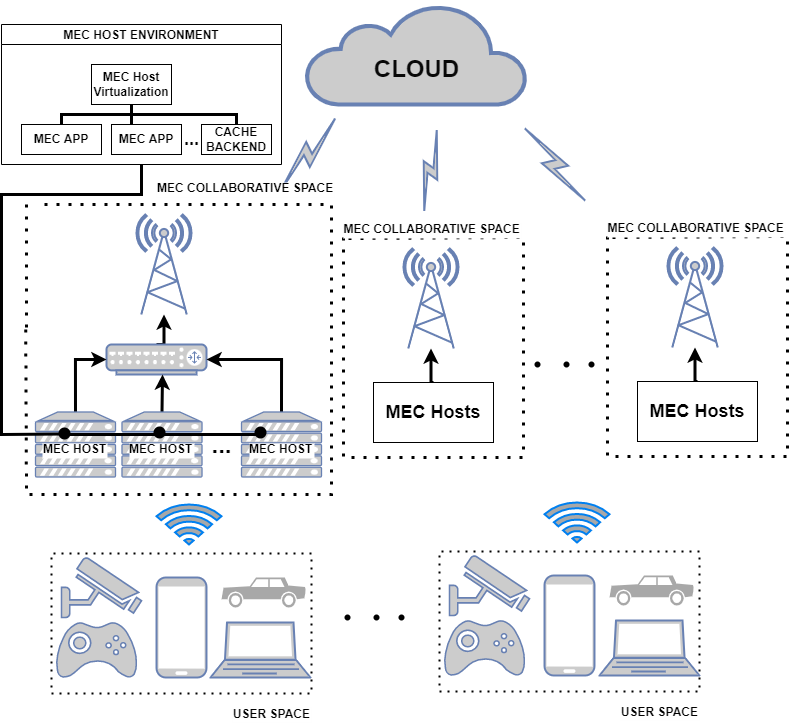 MEC HOST ENVIRONMENT
MEC Host
Virtualization
MEC APP
MEC APP
...
CACHE
BACKEND
CLOUD
MEC COLLABORATIVE SPACE
MEC COLLABORATIVE SPACE
MEC COLLABORATIVE SPACE
MEC HOST
MEC HOST
...
MEC HOST
MEC Hosts
. . .
MEC Hosts
. . .
USER SPACE
USER SPACE